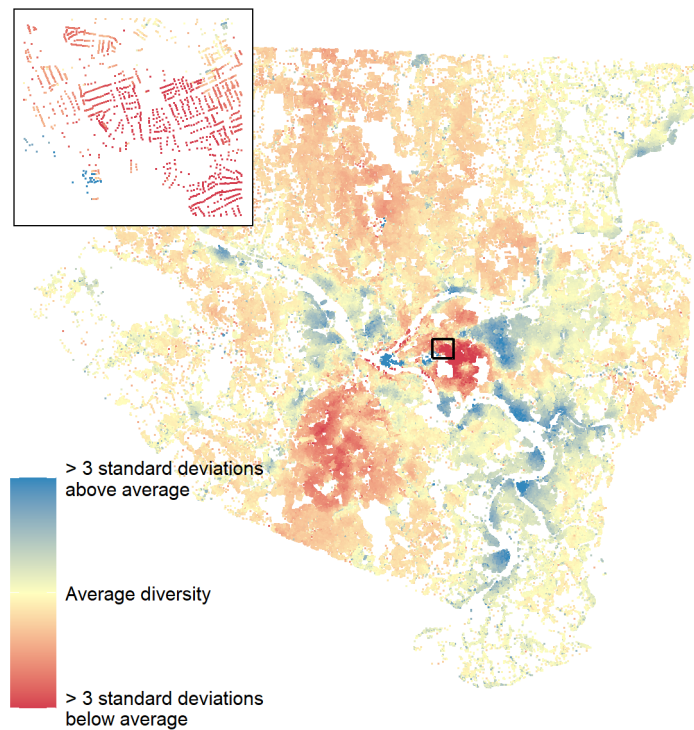 > 3 standard deviations
above average
Average diversity
> 3 standard deviations
below average